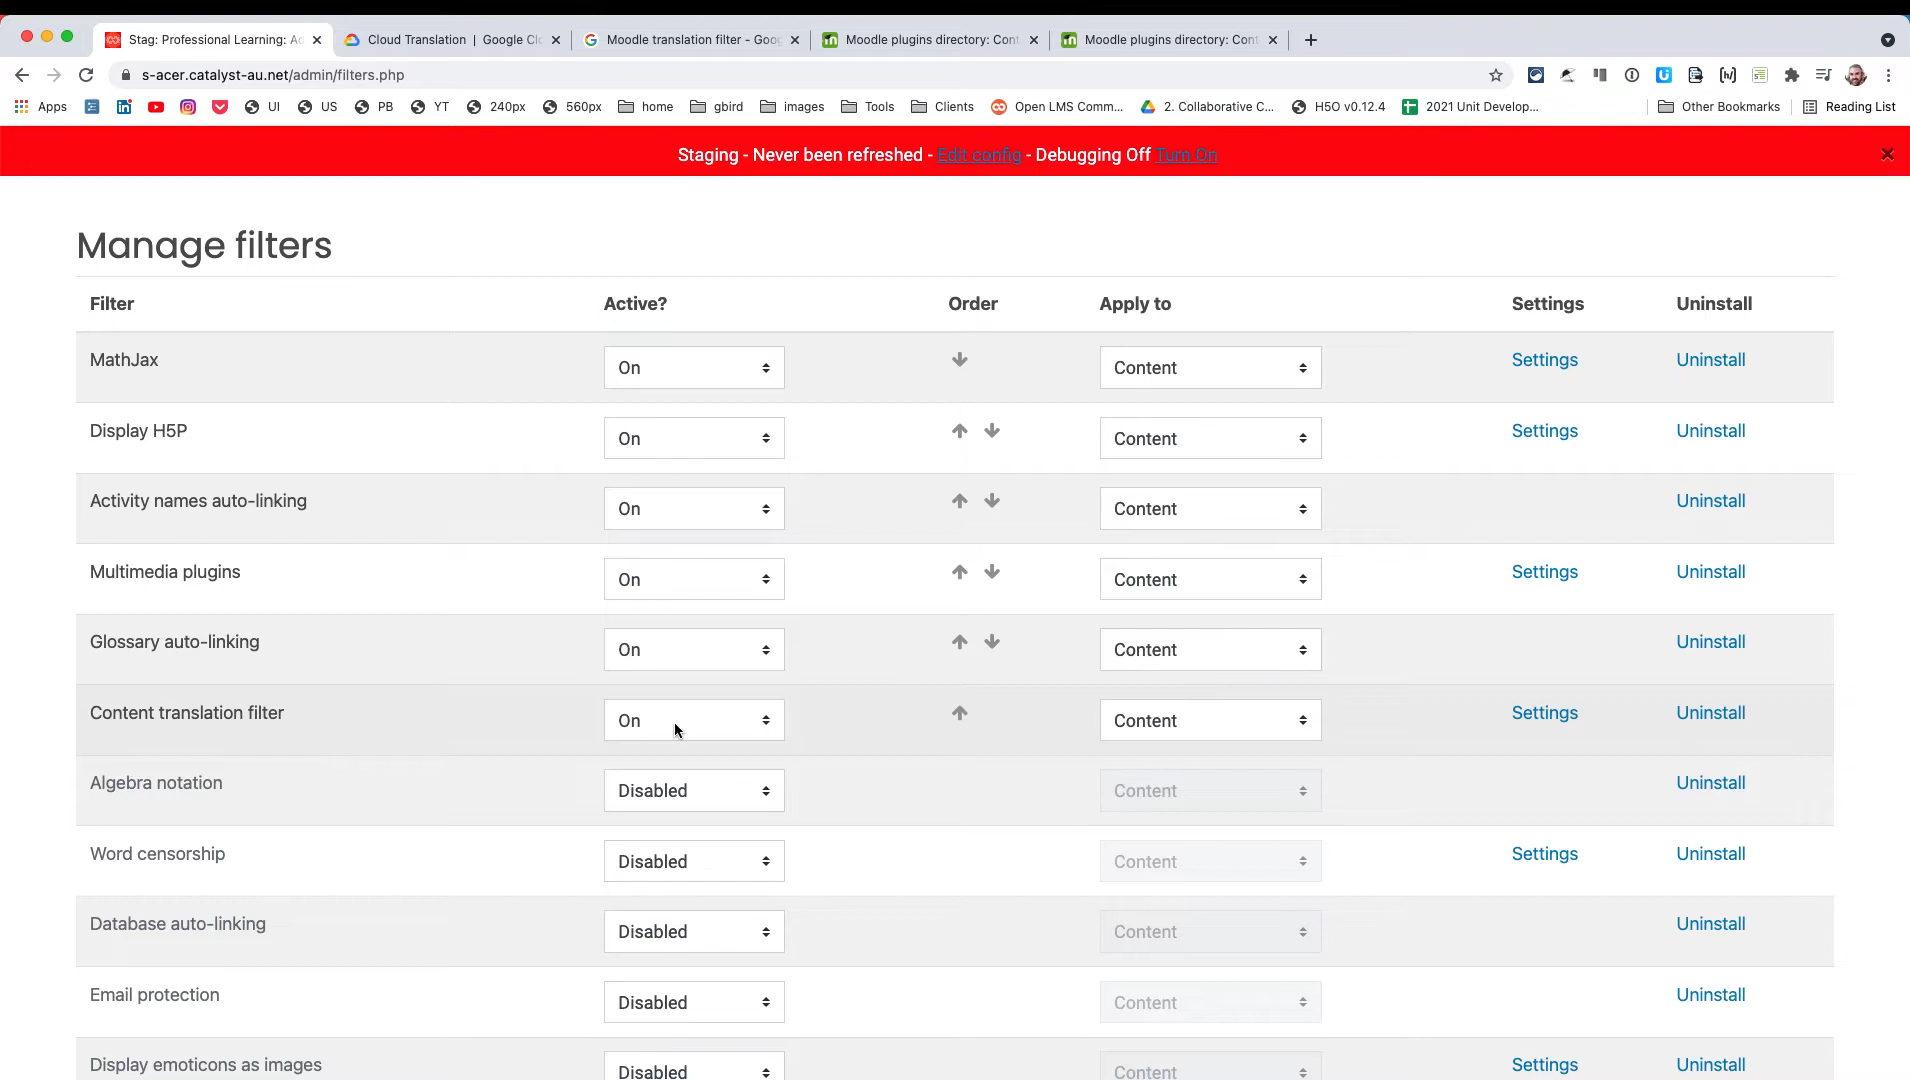 Stag: Professional Learning: Ad
Cloud Translation | Google Clo
Moodle translation filter - Goog
Moodle plugins directory: Cont
Moodle plugins directory: Cont
s-acer.catalyst-au.net/admin/filters.php
Apps UI US PB YT 240px 560px home gbird images Tools Clients Open LMS Comm... 2. Collaborative C... H5O v0.12.4 2021 Unit Develop... Other Bookmarks Reading List
Staging - Never been refreshed - Edit config - Debugging Off Turn On
Manage filters
Filter Active? Order Apply to Settings Uninstall
MathJax On Content Settings Uninstall
Display H5P On Content Settings Uninstall
Activity names auto-linking On Content Uninstall
Multimedia plugins On Content Settings Uninstall
Glossary auto-linking On Content Uninstall
Content translation filter On Content Settings Uninstall
Algebra notation Disabled Content Uninstall
Word censorship Disabled Content Settings Uninstall
Database auto-linking Disabled Content Uninstall
Email protection Disabled Content Uninstall
Display emoticons as images Disabled Content Settings Uninstall